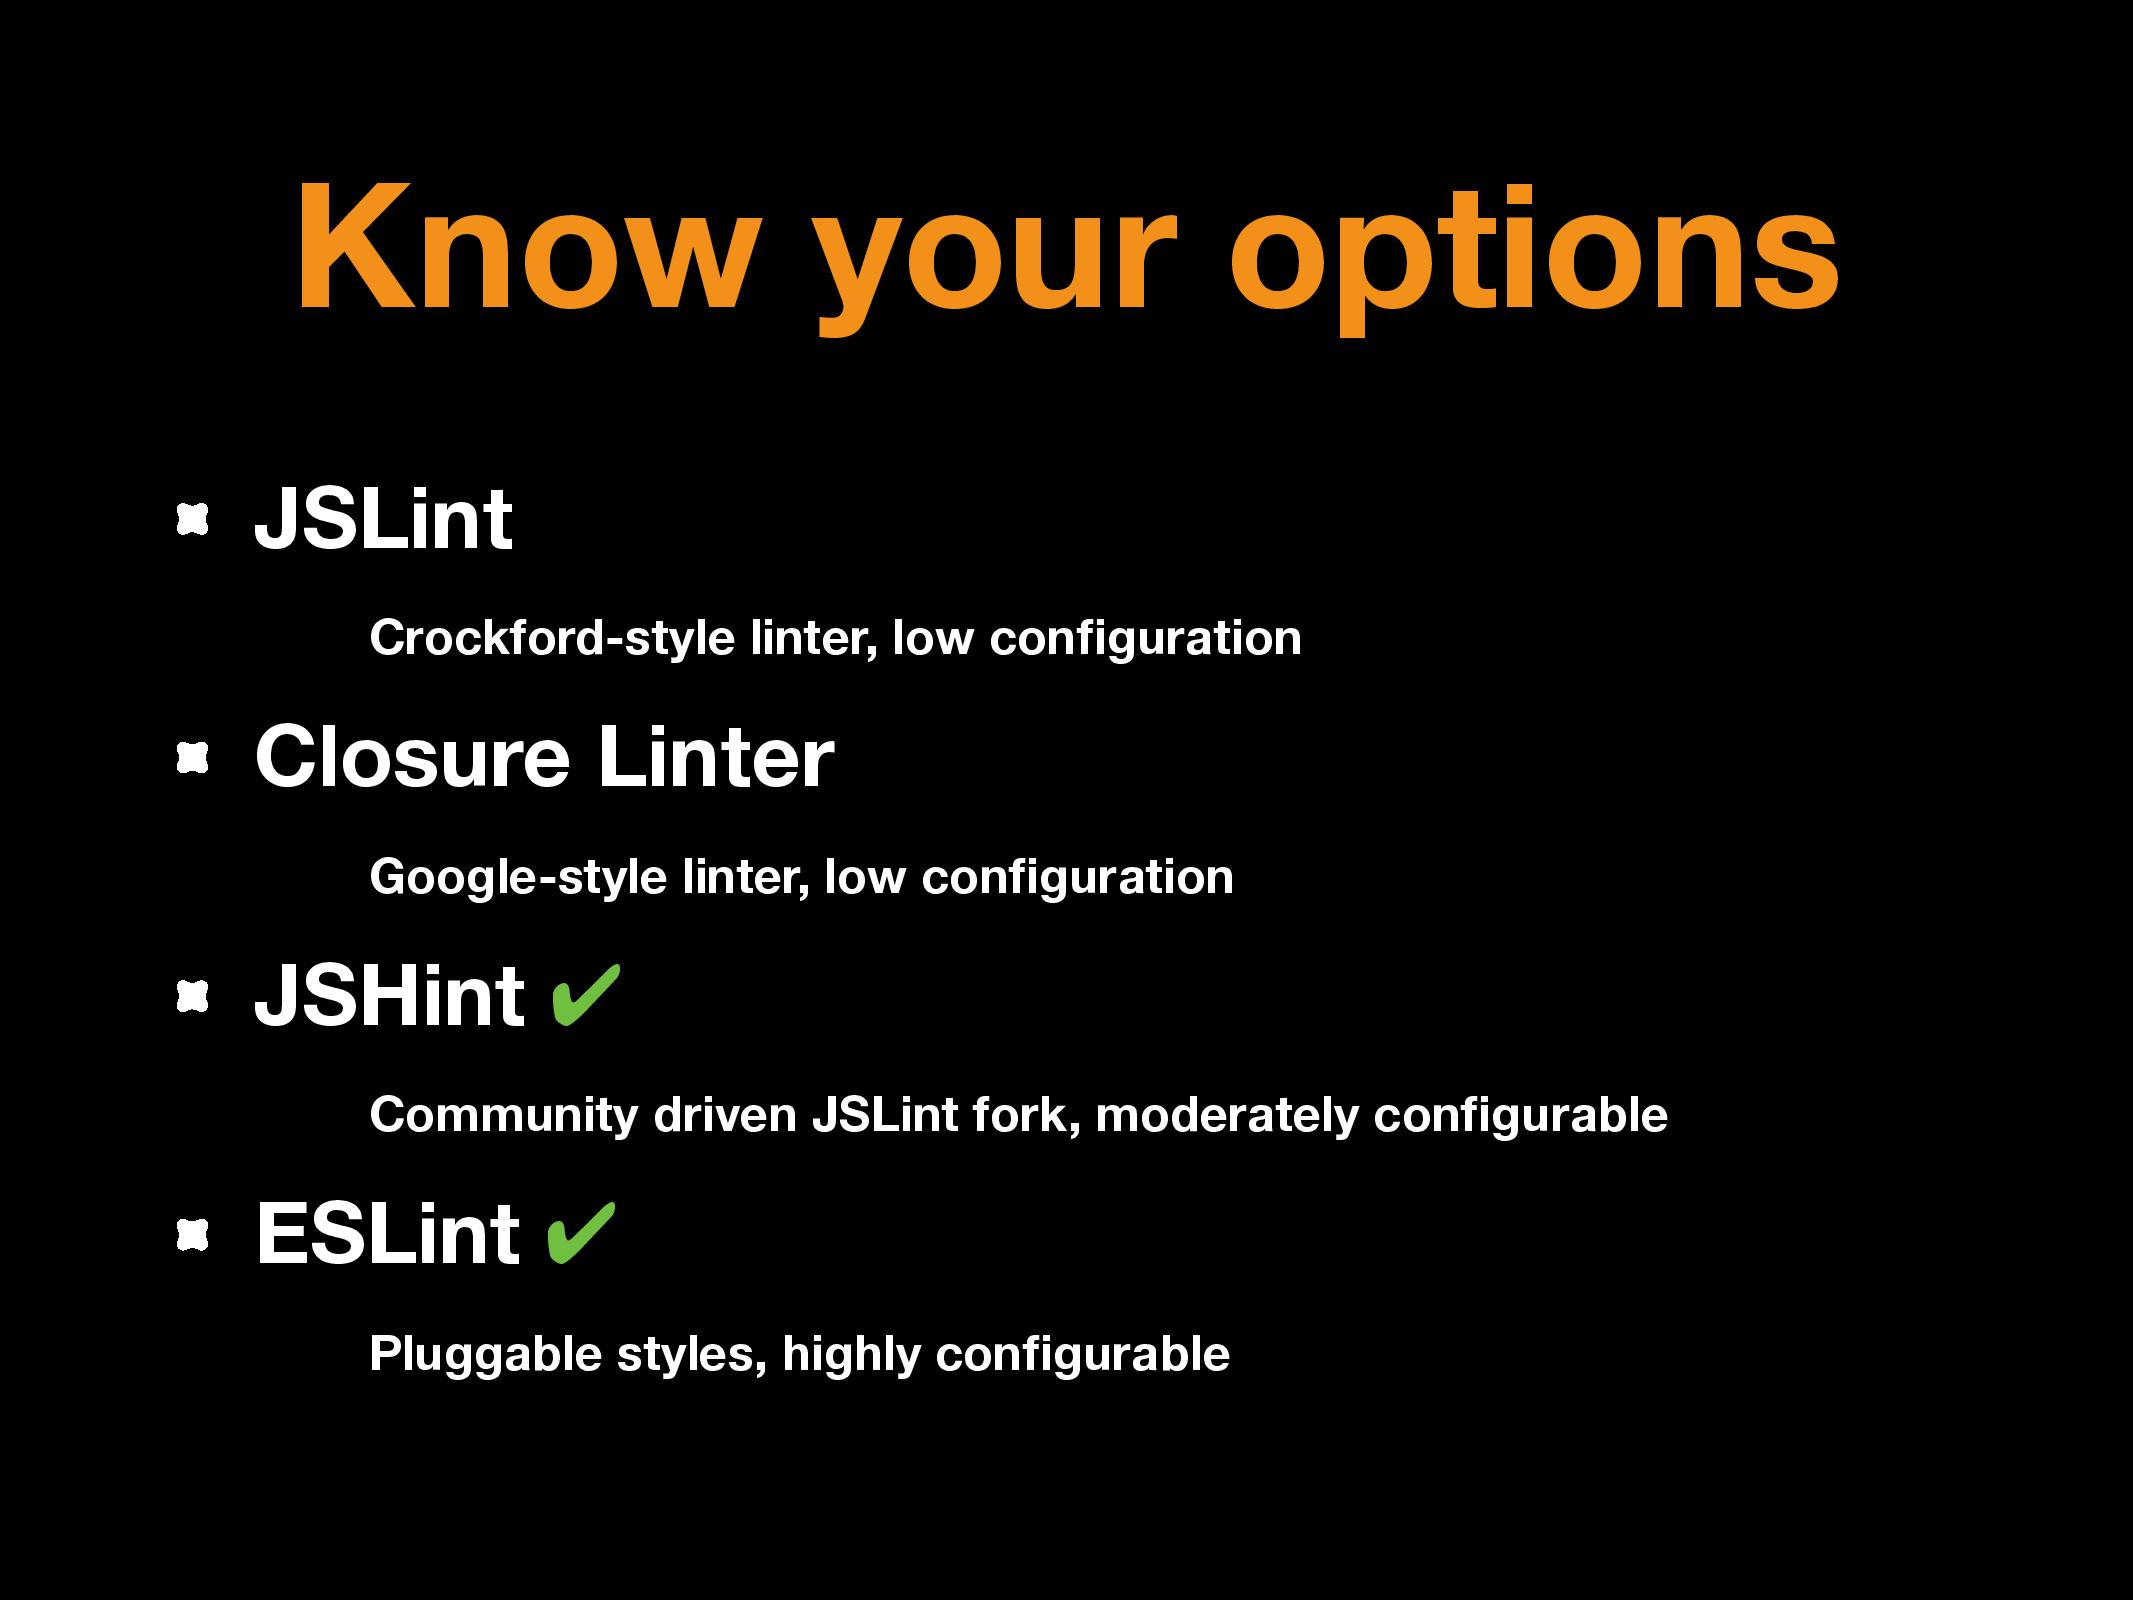 Know your options
JSLint
Crockford-style linter, low configuration
Closure Linter
Google-style linter, low configuration
JSHint ✔
Community driven JSLint fork, moderately configurable
ESLint ✔
Pluggable styles, highly configurable